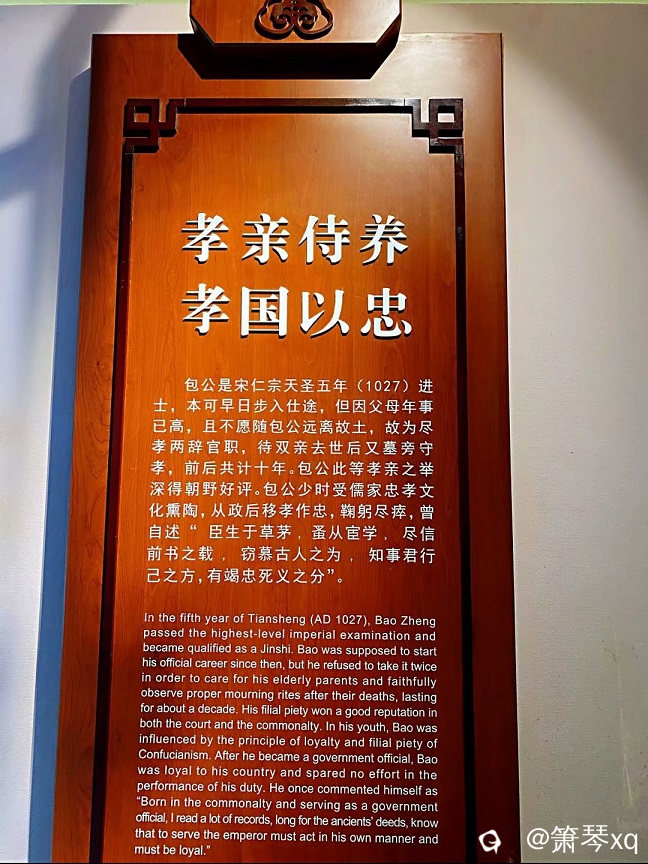 孝亲侍养
孝国以忠
包公是宋仁宗天圣五年（1027）进
士，本可早日步入仕途，但因父母年事
已高，且不愿随包公远离故土，故为尽
孝两辞官职，待双亲去世后又墓旁守
孝，前后共计十年。包公此等孝亲之举
深得朝野好评。包公少时受儒家忠孝文
化熏陶，从政后移孝作忠，鞠躬尽瘁，曾
自述“臣生于草茅，蚤从宦学，尽信
前书之载，窃慕古人之为，知事君行
己之方，有竭忠死义之分”。
In the fifth year of Tiansheng (AD 1027), Bao Zheng
passed the highest-level imperial examination and
became qualified as a Jinshi. Bao was supposed to start
his official career since then, but he refused to take it twice
in order to care for his elderly parents and faithfully
observe proper mourning rites after their deaths, lasting
for about a decade. His filial piety won a good reputation in
both the court and the commonalty. In his youth, Bao was
influenced by the principle of loyalty and filial piety of
Confucianism. After he became a government official, Bao
was loyal to his country and spared no effort in the
performance of his duty. He once commented himself as
“Born in the commonalty and serving as a government
official, I read a lot of records, long for the ancients' deeds, know
that to serve the emperor must act in his own manner and
must be loyal.”
@箫琴xq